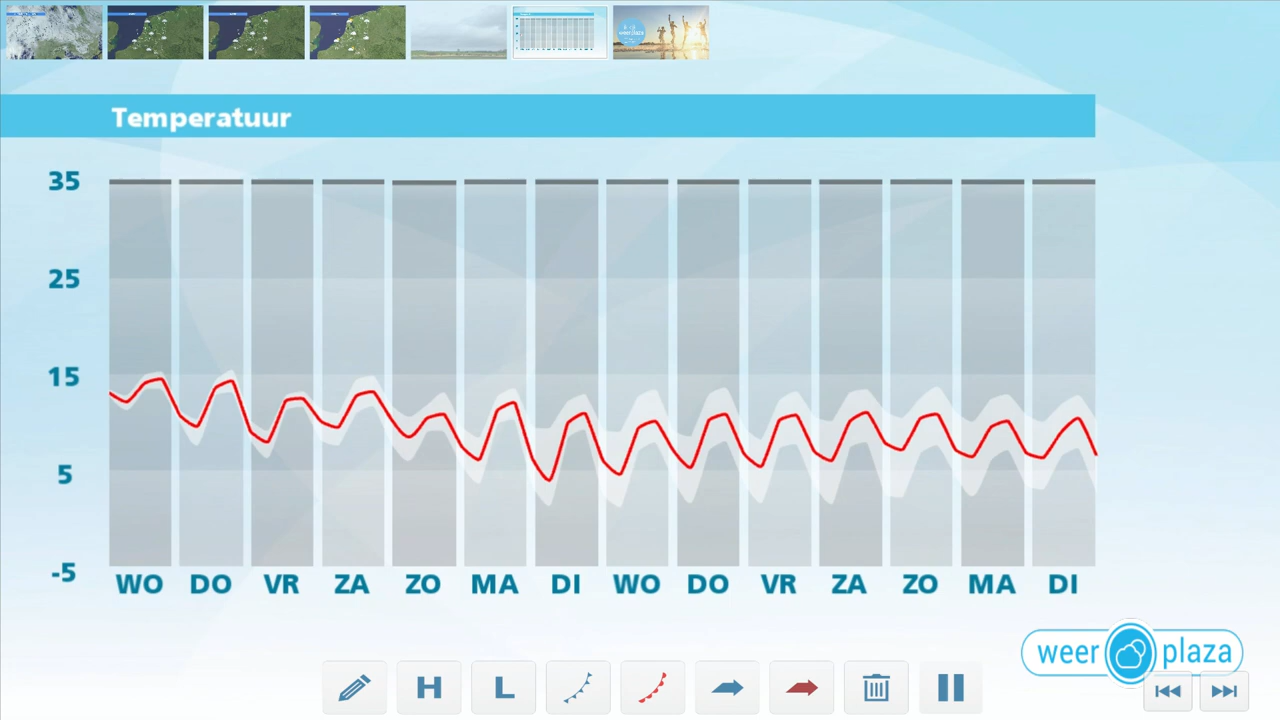 Temperatuur
35
25
15
5
-5
WO DO VR ZA ZO MA DI WO DO VR ZA ZO MA DI
weer plaza
H L